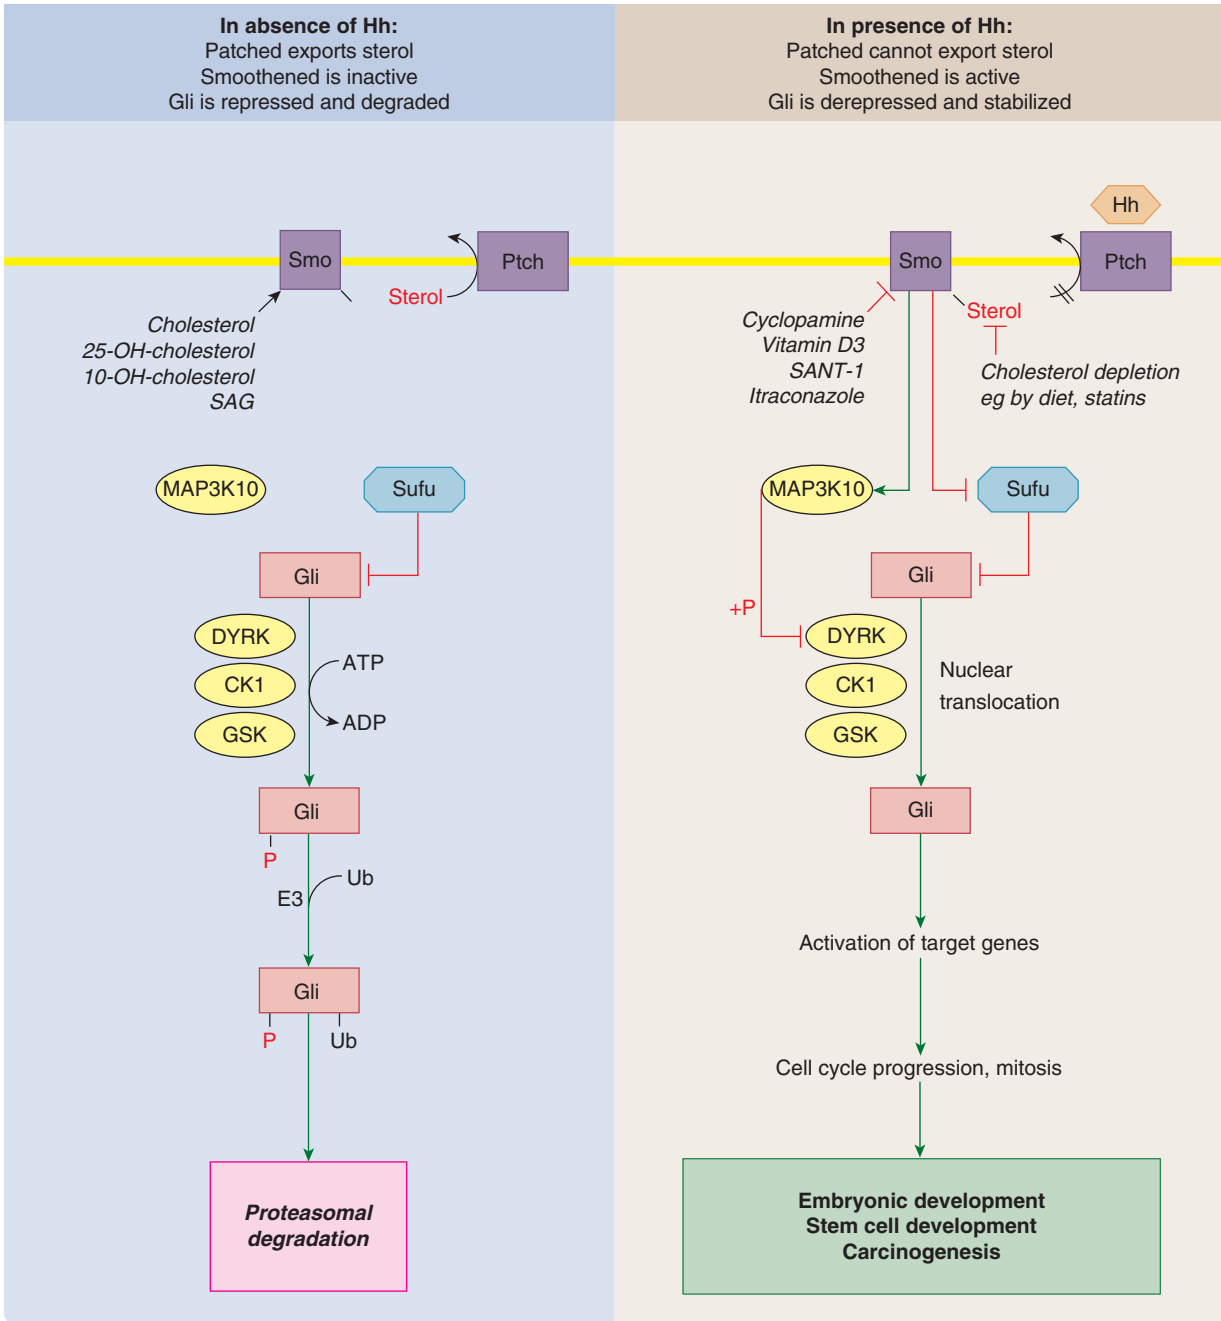 In absence of Hh:
Patched exports sterol
Smoothened is inactive
Gli is repressed and degraded
Smo
Ptch
Sterol
Cholesterol
25-OH-cholesterol
10-OH-cholesterol
SAG
MAP3K10
Sufu
Gli
DYRK
CK1
GSK
ATP
ADP
Gli
P
E3
Ub
Gli
P
Ub
Proteasomal
degradation
In presence of Hh:
Patched cannot export sterol
Smoothened is active
Gli is derepressed and stabilized
Hh
Smo
Ptch
Sterol
Cyclopamine
Vitamin D3
SANT-1
Itraconazole
Cholesterol depletion
eg by diet, statins
MAP3K10
Sufu
Gli
+P
DYRK
CK1
GSK
Nuclear
translocation
Gli
Activation of target genes
Cell cycle progression, mitosis
Embryonic development
Stem cell development
Carcinogenesis